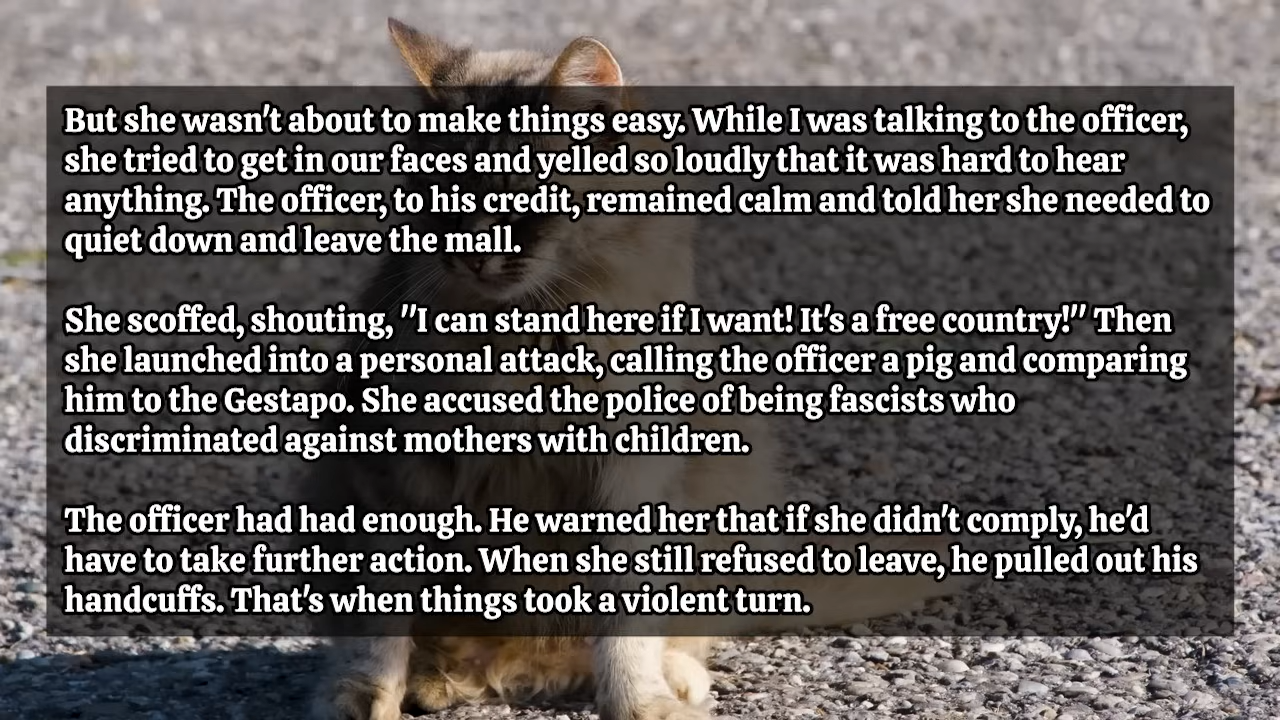 But she wasn't about to make things easy. While I was talking to the officer,
she tried to get in our faces and yelled so loudly that it was hard to hear
anything. The officer, to his credit, remained calm and told her she needed to
quiet down and leave the mall.
She scoffed, shouting, "I can stand here if I want! It's a free country!" Then
she launched into a personal attack, calling the officer a pig and comparing
him to the Gestapo. She accused the police of being fascists who
discriminated against mothers with children.
The officer had had enough. He warned her that if she didn't comply, he'd
have to take further action. When she still refused to leave, he pulled out his
handcuffs. That's when things took a violent turn.